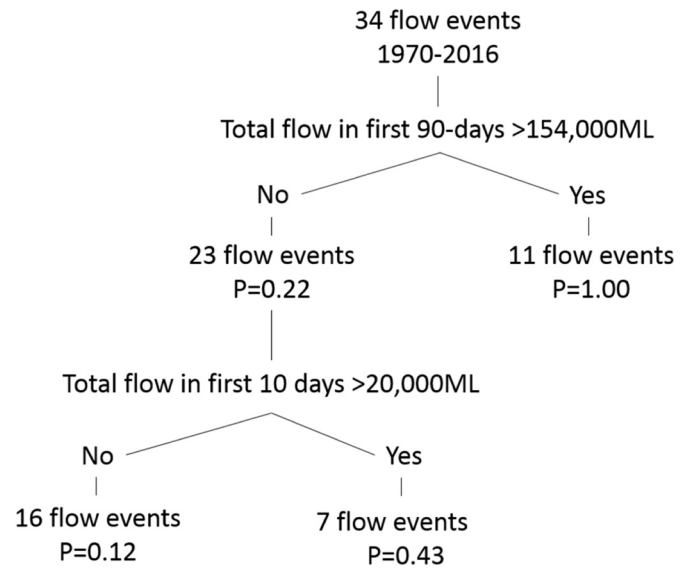 34 flow events
1970-2016
Total flow in first 90-days >154,000ML
No
Yes
23 flow events
P=0.22
11 flow events
P=1.00
Total flow in first 10 days >20,000ML
No
Yes
16 flow events
P=0.12
7 flow events
P=0.43